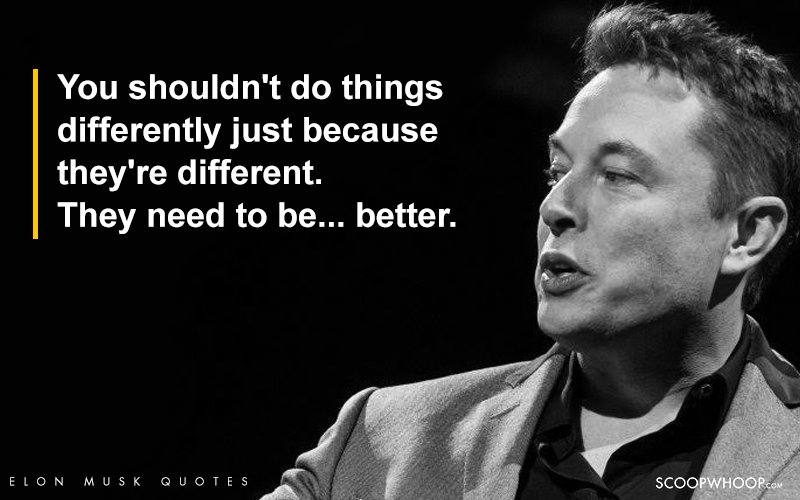 You shouldn't do things
differently just because
they're different.
They need to be... better.
ELON MUSK QUOTES
SCOOPWHOOP.COM